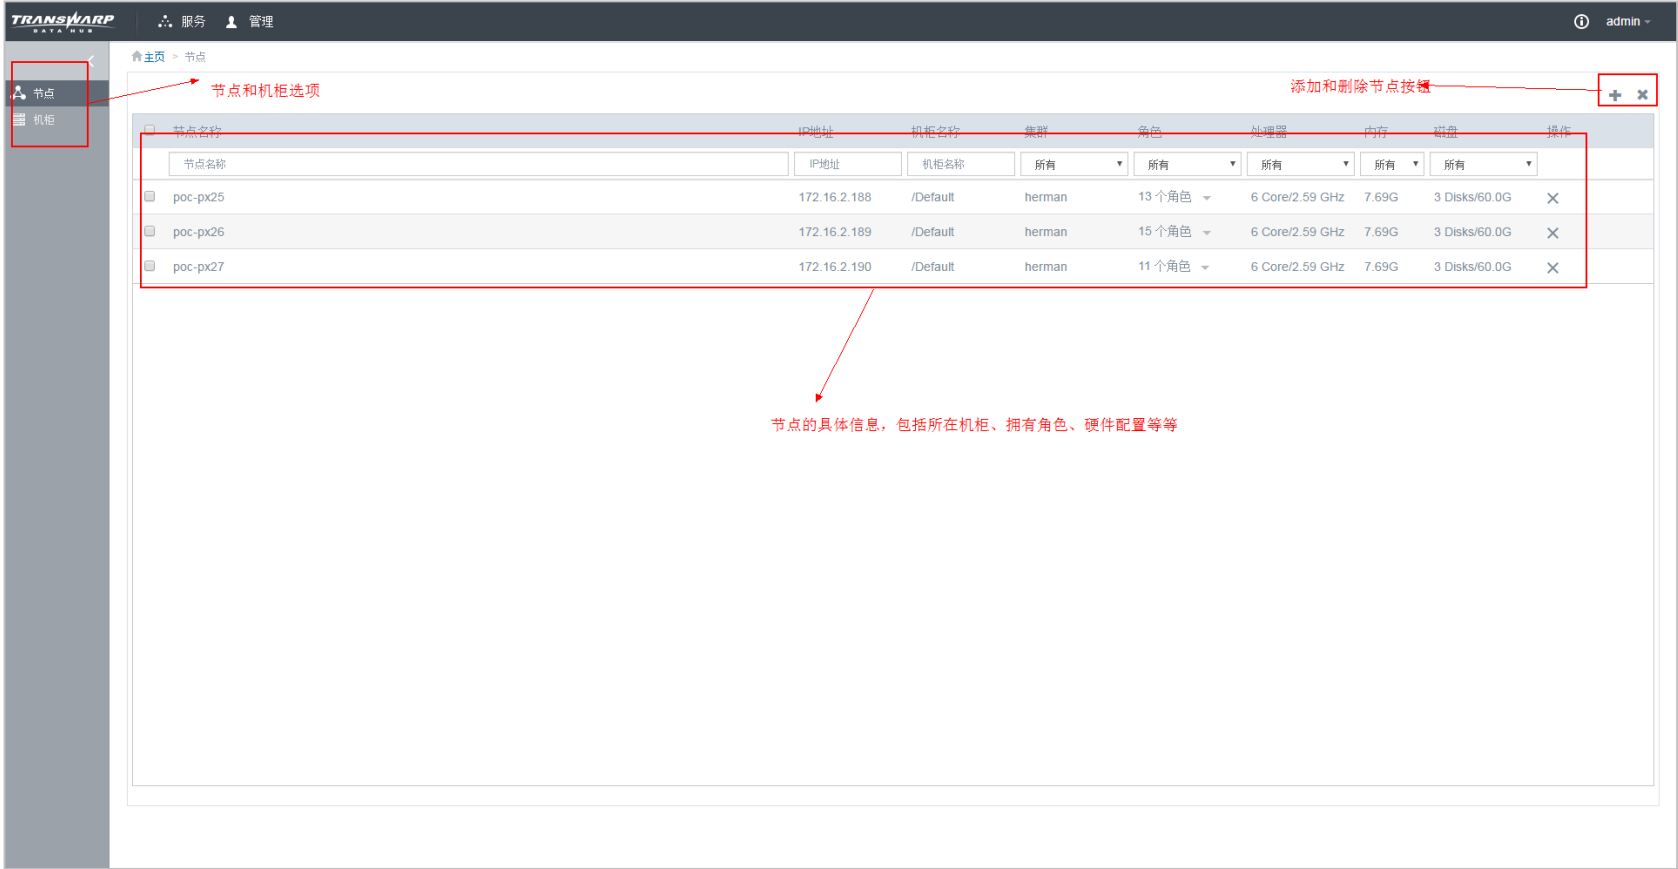 TRANSWARP
DATA HUB
服务 管理
admin
主页 > 节点
节点
机柜
节点和机柜选项
添加和删除节点按钮
节点名称 IP地址 机柜名称 集群 角色 处理器 内存 磁盘 操作
节点名称 IP地址 机柜名称 所有 所有 所有 所有 所有
poc-px25 172.16.2.188 /Default herman 13 个角色 6 Core/2.59 GHz 7.69G 3 Disks/60.0G
poc-px26 172.16.2.189 /Default herman 15 个角色 6 Core/2.59 GHz 7.69G 3 Disks/60.0G
poc-px27 172.16.2.190 /Default herman 11 个角色 6 Core/2.59 GHz 7.69G 3 Disks/60.0G
节点的具体信息，包括所在机柜、拥有角色、硬件配置等等